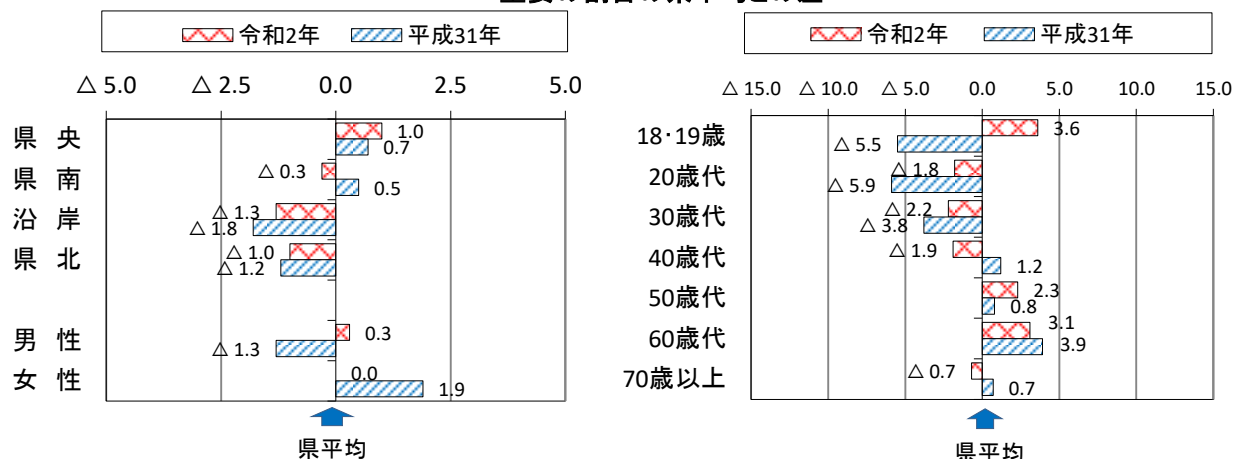 令和2年 平成31年
△ 5.0 △ 2.5 0.0 2.5 5.0
県 央 1.0
0.7
県 南 △ 0.3
0.5
沿 岸 △ 1.3
△ 1.8
県 北 △ 1.0
△ 1.2
男 性 0.3
△ 1.3
女 性 0.0
1.9
県平均
令和2年 平成31年
△ 15.0 △ 10.0 △ 5.0 0.0 5.0 10.0 15.0
18・19歳 3.6
△ 5.5
20歳代 △ 1.8
△ 5.9
30歳代 △ 2.2
△ 3.8
40歳代 △ 1.9
1.2
50歳代 2.3
0.8
60歳代 3.1
3.9
70歳以上 △ 0.7
0.7
県平均